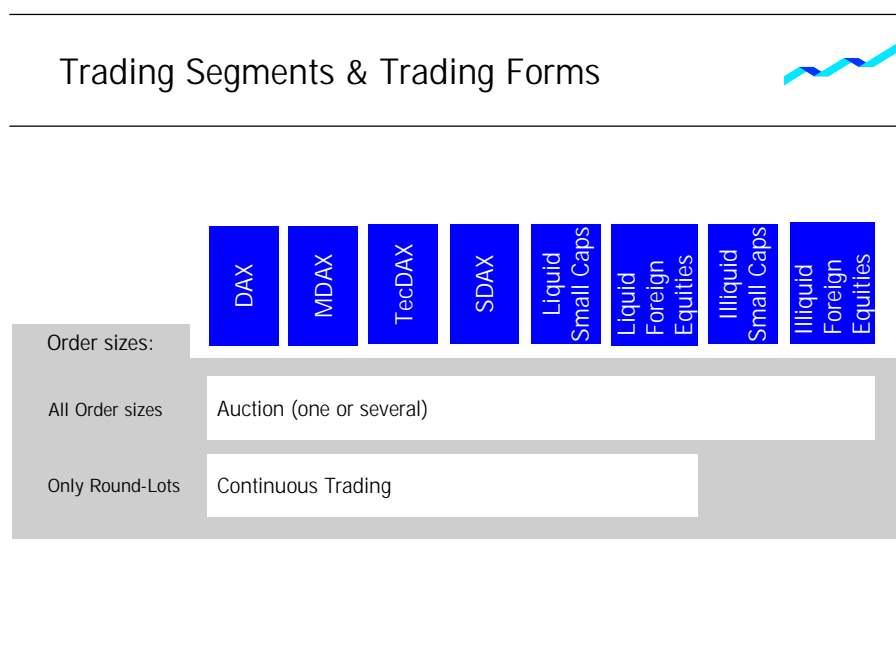 Trading Segments & Trading Forms
DAX
MDAX
TecDAX
SDAX
Liquid
Small Caps
Liquid
Foreign
Equities
Illiquid
Small Caps
Illiquid
Foreign
Equities
Order sizes:
All Order sizes
Auction (one or several)
Only Round-Lots
Continuous Trading